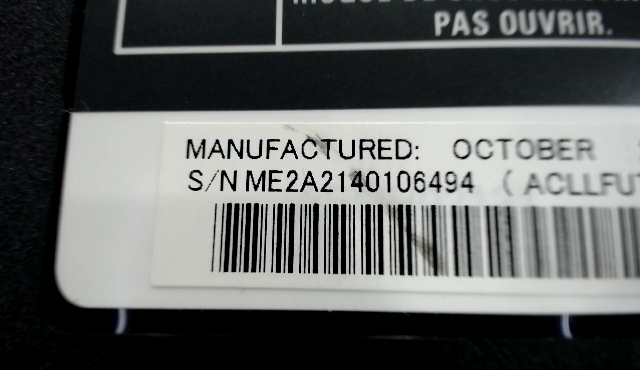 PAS OUVRIR.
MANUFACTURED: OCTOBER
S/N ME2A2140106494 ( ACLLFU